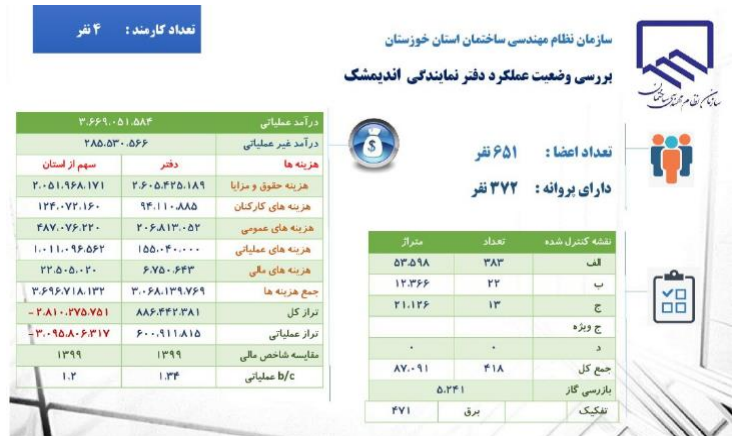 تعداد کارمند : ۴ نفر
سازمان نظام مهندسی ساختمان استان خوزستان
بررسی وضعیت عملکرد دفتر نمایندگی اندیمشک
سازمان نظام مهندسی ساختمان
تعداد اعضا : ۶۵۱ نفر
دارای پروانه : ۳۷۲ نفر
درآمد عملیاتی ۳.۶۶۹.۰۵۱.۵۸۴
درآمد غیر عملیاتی ۲۸۵.۵۳۰.۵۶۶
هزینه ها دفتر سهم از استان
هزینه حقوق و مزایا ۲.۶۰۵.۴۲۵.۱۸۹ ۲.۰۵۱.۹۶۸.۱۷۱
هزینه های کارکنان ۹۴.۱۱۰.۸۸۵ ۱۲۴.۰۷۲.۱۶۰
هزینه های عمومی ۲۰۶.۸۱۳.۰۵۲ ۴۸۷.۰۷۶.۲۲۰
هزینه های عملیاتی ۱۵۵.۰۴۰.۰۰۰ ۱.۰۱۱.۰۹۶.۵۶۲
هزینه های مالی ۶.۷۵۰.۶۴۳ ۲۲.۵۰۵.۰۲۰
جمع هزینه ها ۳.۰۶۸.۱۳۹.۷۶۹ ۳.۶۹۶.۷۱۸.۱۳۲
تراز کل ۸۸۶.۴۴۲.۳۸۱ ۲.۸۱۰.۲۷۵.۷۵۱ -
تراز عملیاتی ۶۰۰.۹۱۱.۸۱۵ ۳.۰۹۵.۸۰۶.۳۱۷ -
مقایسه شاخص مالی ۱۳۹۹ ۱۳۹۹
b/c عملیاتی ۱.۳۴ ۱.۲
نقشه کنترل شده تعداد متراژ
الف ۳۸۳ ۵۳.۵۹۸
ب ۲۲ ۱۲.۳۶۶
ج ۱۳ ۲۱.۱۲۶
ج ویژه
د ۰ ۰
جمع کل ۴۱۸ ۸۷.۰۹۱
بازرسی گاز ۵.۲۴۱
تفکیک برق ۴۷۱